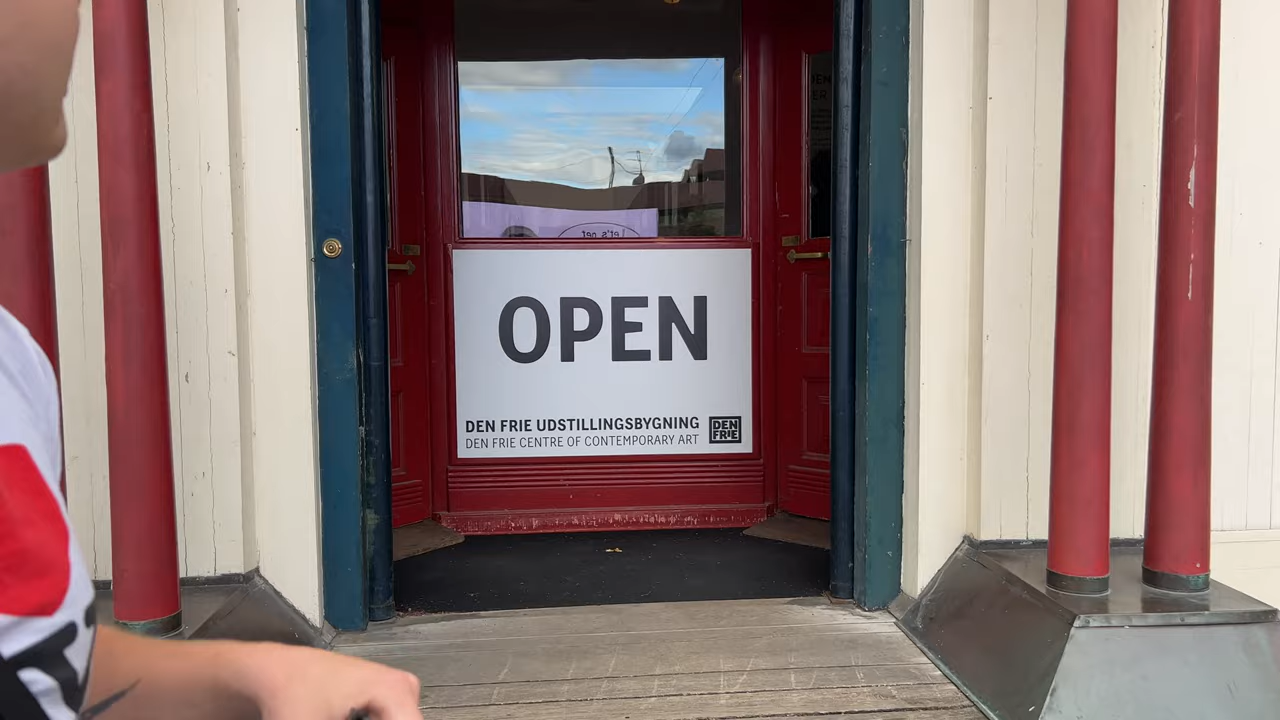 OPEN
DEN FRIE UDSTILLINGSBYGNING
DEN FRIE CENTRE OF CONTEMPORARY ART
DEN
FRIE